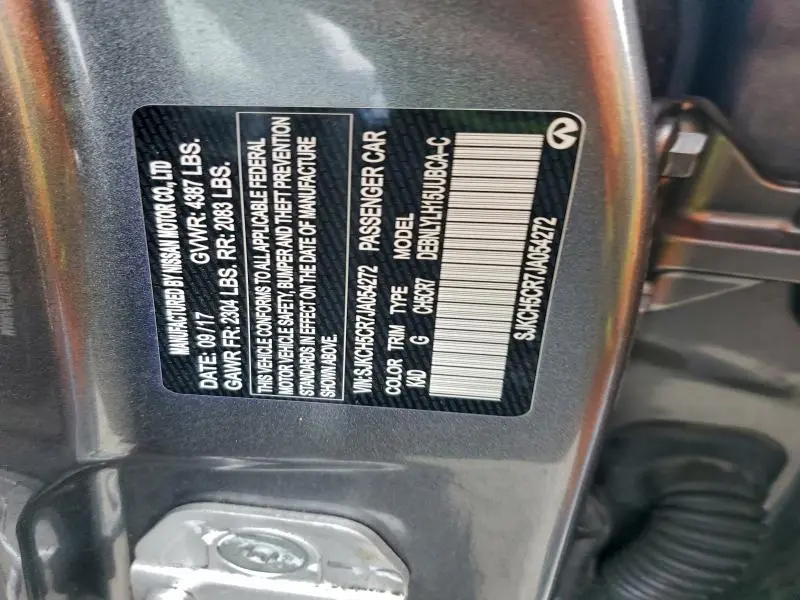 MANUFACTURED BY NISSAN MOTOR CO., LTD
DATE: 09/17 GVWR: 4387 LBS.
GAWR FR: 2304 LBS. RR: 2083 LBS.
THIS VEHICLE CONFORMS TO ALL APPLICABLE FEDERAL
MOTOR VEHICLE SAFETY, BUMPER AND THEFT PREVENTION
STANDARDS IN EFFECT ON THE DATE OF MANUFACTURE
SHOWN ABOVE.
VIN:SJKCH5CR7JA054272 PASSENGER CAR
COLOR TRIM TYPE MODEL
KAD G CH5CR7 DEBNLYLH15UUBCA-C
SJKCH5CR7JA054272